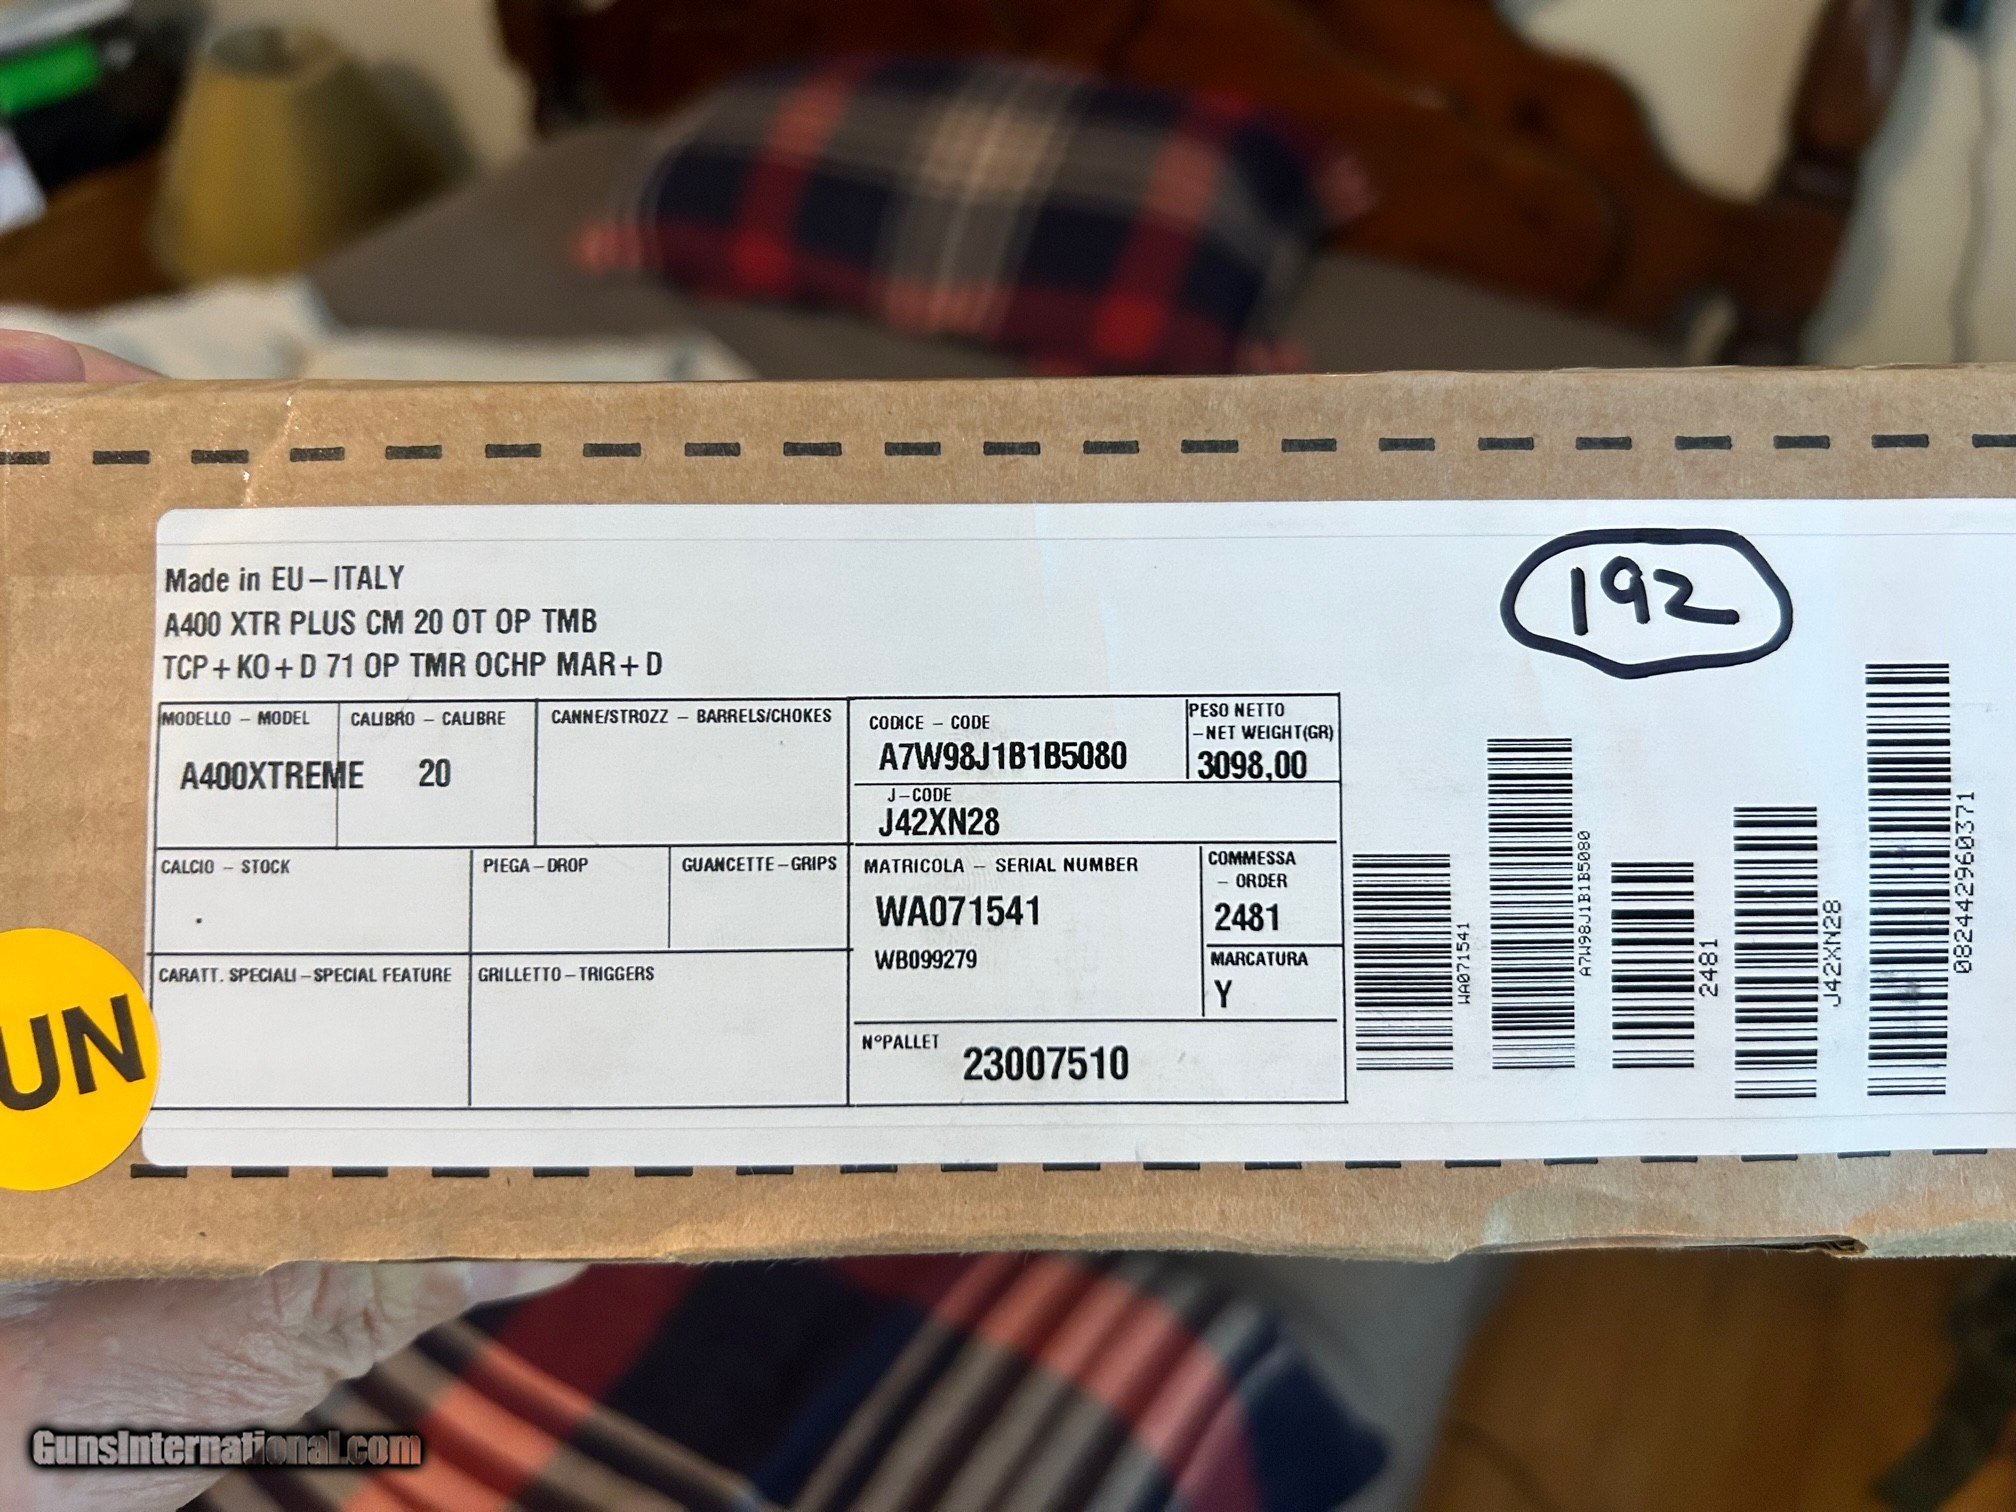 Made in EU–ITALY
A400 XTR PLUS CM 20 OT OP TMB
TCP+KO+D 71 OP TMR OCHP MAR+D
192
MODELLO – MODEL
A400XTREME
CALIBRO – CALIBRE
20
CANNE/STROZZ – BARRELS/CHOKES
CODICE – CODE
A7W98J1B1B5080
PESO NETTO
–NET WEIGHT(GR)
3098,00
J–CODE
J42XN28
CALCIO – STOCK
PIEGA–DROP
GUANCETTE–GRIPS
MATRICOLA – SERIAL NUMBER
WA071541
WB099279
COMMESSA
– ORDER
2481
MARCATURA
Y
CARATT. SPECIALI–SPECIAL FEATURE
GRILLETTO–TRIGGERS
N°PALLET
23007510
WA071541
A7W98J1B1B5080
2481
J42XN28
082442960371
UN
GunsInternational.com